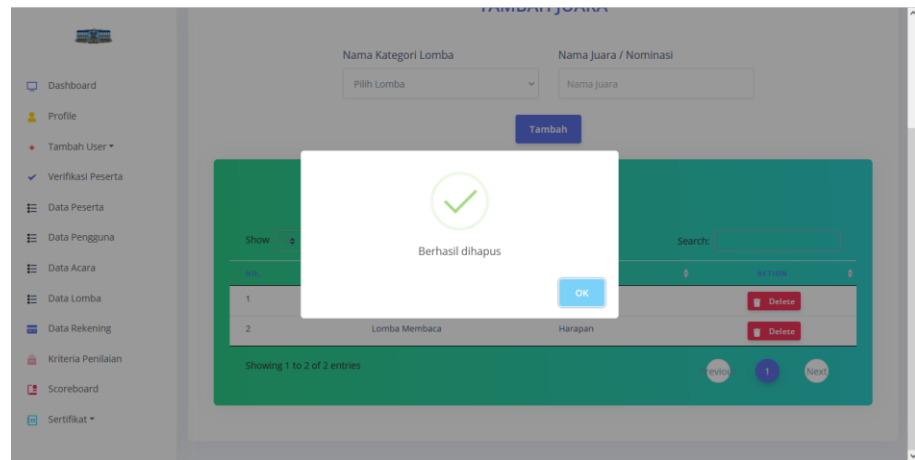 TAMBAH JUARA
Nama Kategori Lomba
Nama Juara / Nominasi
Pilih Lomba
Nama Juara
Tambah
Dashboard
Profile
Tambah User
Verifikasi Peserta
Data Peserta
Data Pengguna
Data Acara
Data Lomba
Data Rekening
Kriteria Penilaian
Scoreboard
Sertifikat
Berhasil dihapus
OK
Show
Search:
NO.
ACTION
1
Delete
2 Lomba Membaca Harapan Delete
Showing 1 to 2 of 2 entries
Previous 1 Next